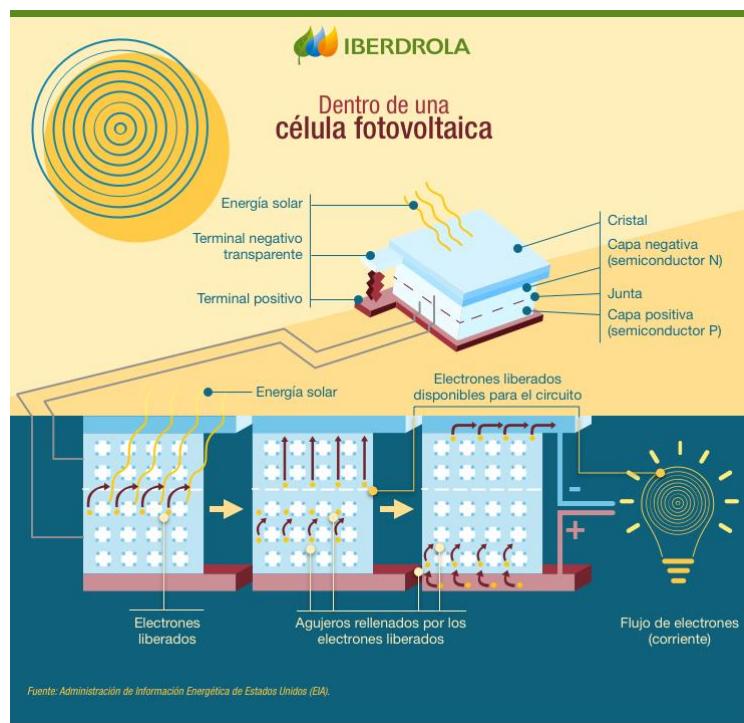 IBERDROLA
Dentro de una
célula fotovoltaica
Energía solar
Terminal negativo
transparente
Terminal positivo
Cristal
Capa negativa
(semiconductor N)
Junta
Capa positiva
(semiconductor P)
Energía solar
Electrones liberados
disponibles para el circuito
-
+
Electrones
liberados
Agujeros rellenados por los
electrones liberados
Flujo de electrones
(corriente)
Fuente: Administración de Información Energética de Estados Unidos (EIA).